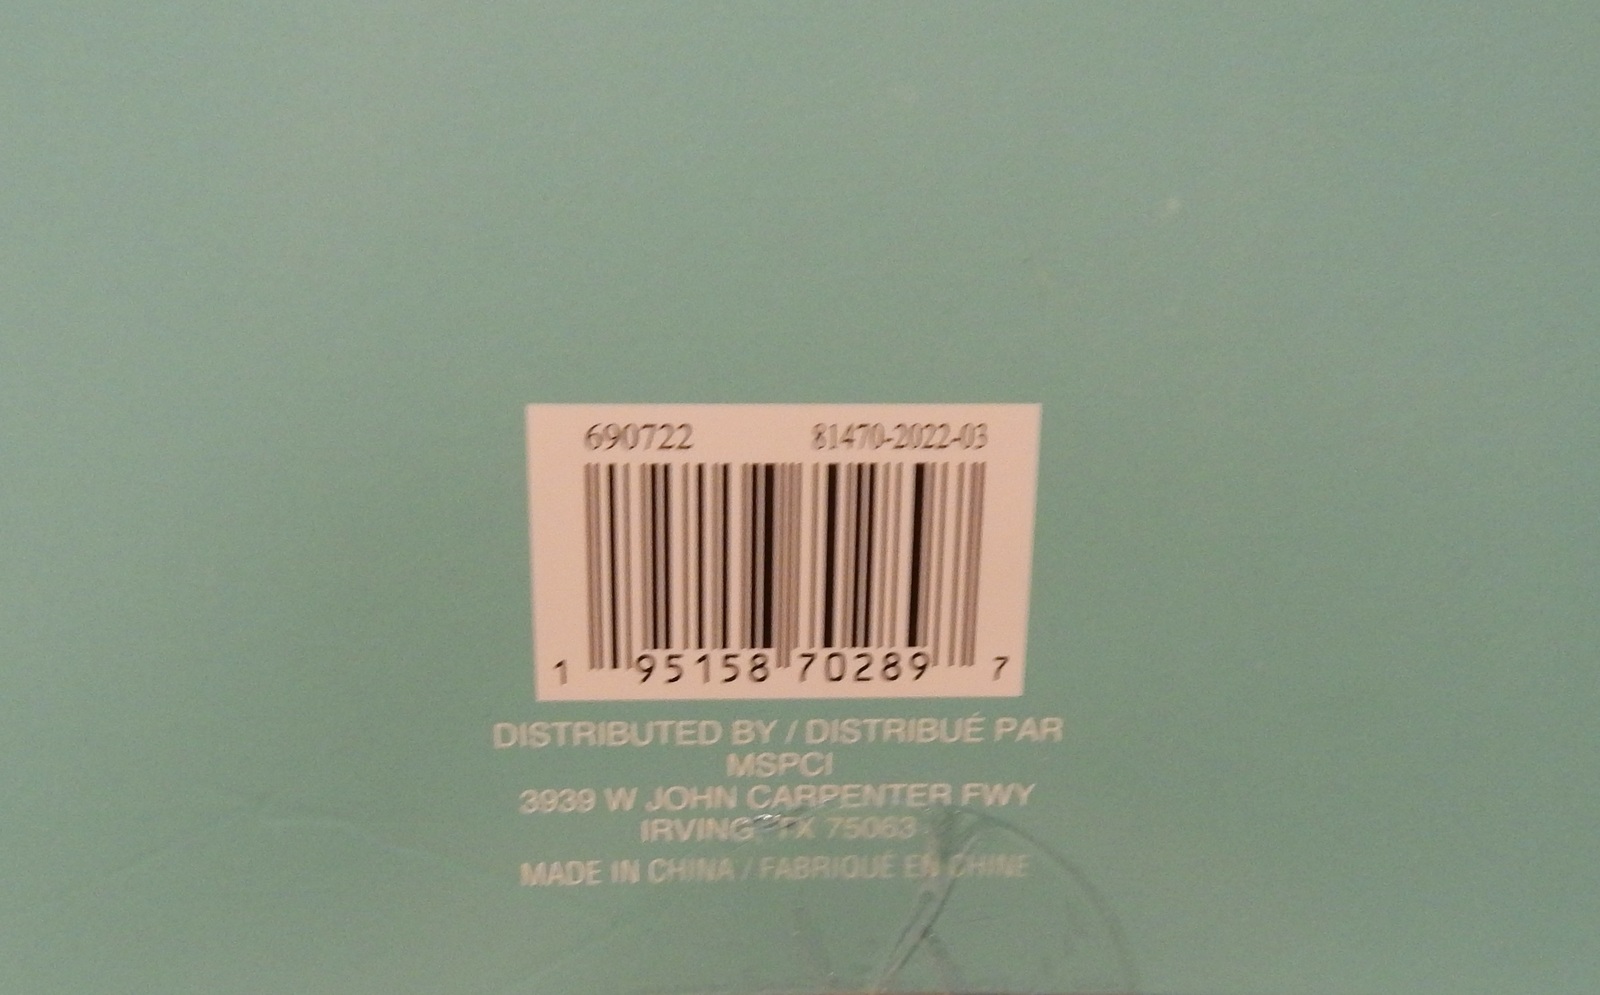 690722 81470-2022-03
1 95158 70289 7
DISTRIBUTED BY / DISTRIBUÉ PAR
MSPCI
3939 W JOHN CARPENTER FWY
IRVING, TX 75063
MADE IN CHINA / FABRIQUÉ EN CHINE